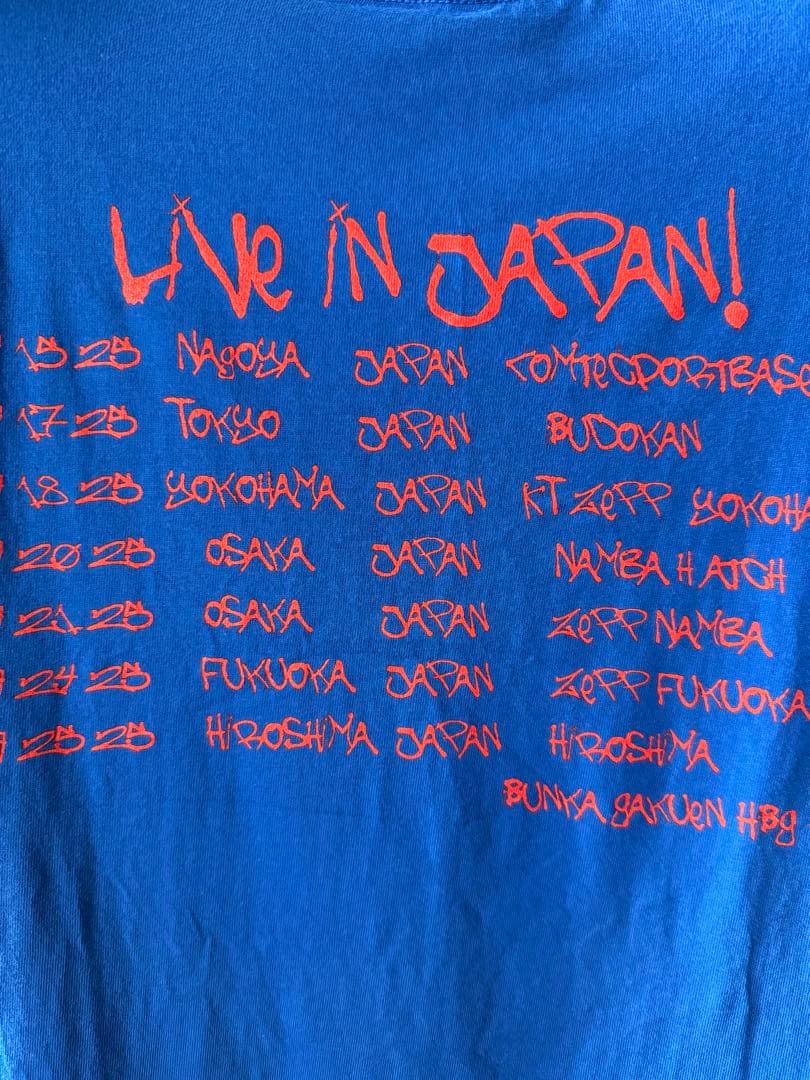 LIVE IN JAPAN!
15 25 NAGOYA JAPAN COMTECPORTBASE
17 25 TOKYO JAPAN BUDOKAN
18 25 YOKOHAMA JAPAN KT ZEPP YOKOHA
20 25 OSAKA JAPAN NAMBA HATCH
21 25 OSAKA JAPAN ZEPP NAMBA
24 25 FUKUOKA JAPAN ZEPP FUKUOKA
25 25 HIROSHIMA JAPAN HIROSHIMA
BUNKA GAKUEN HBG